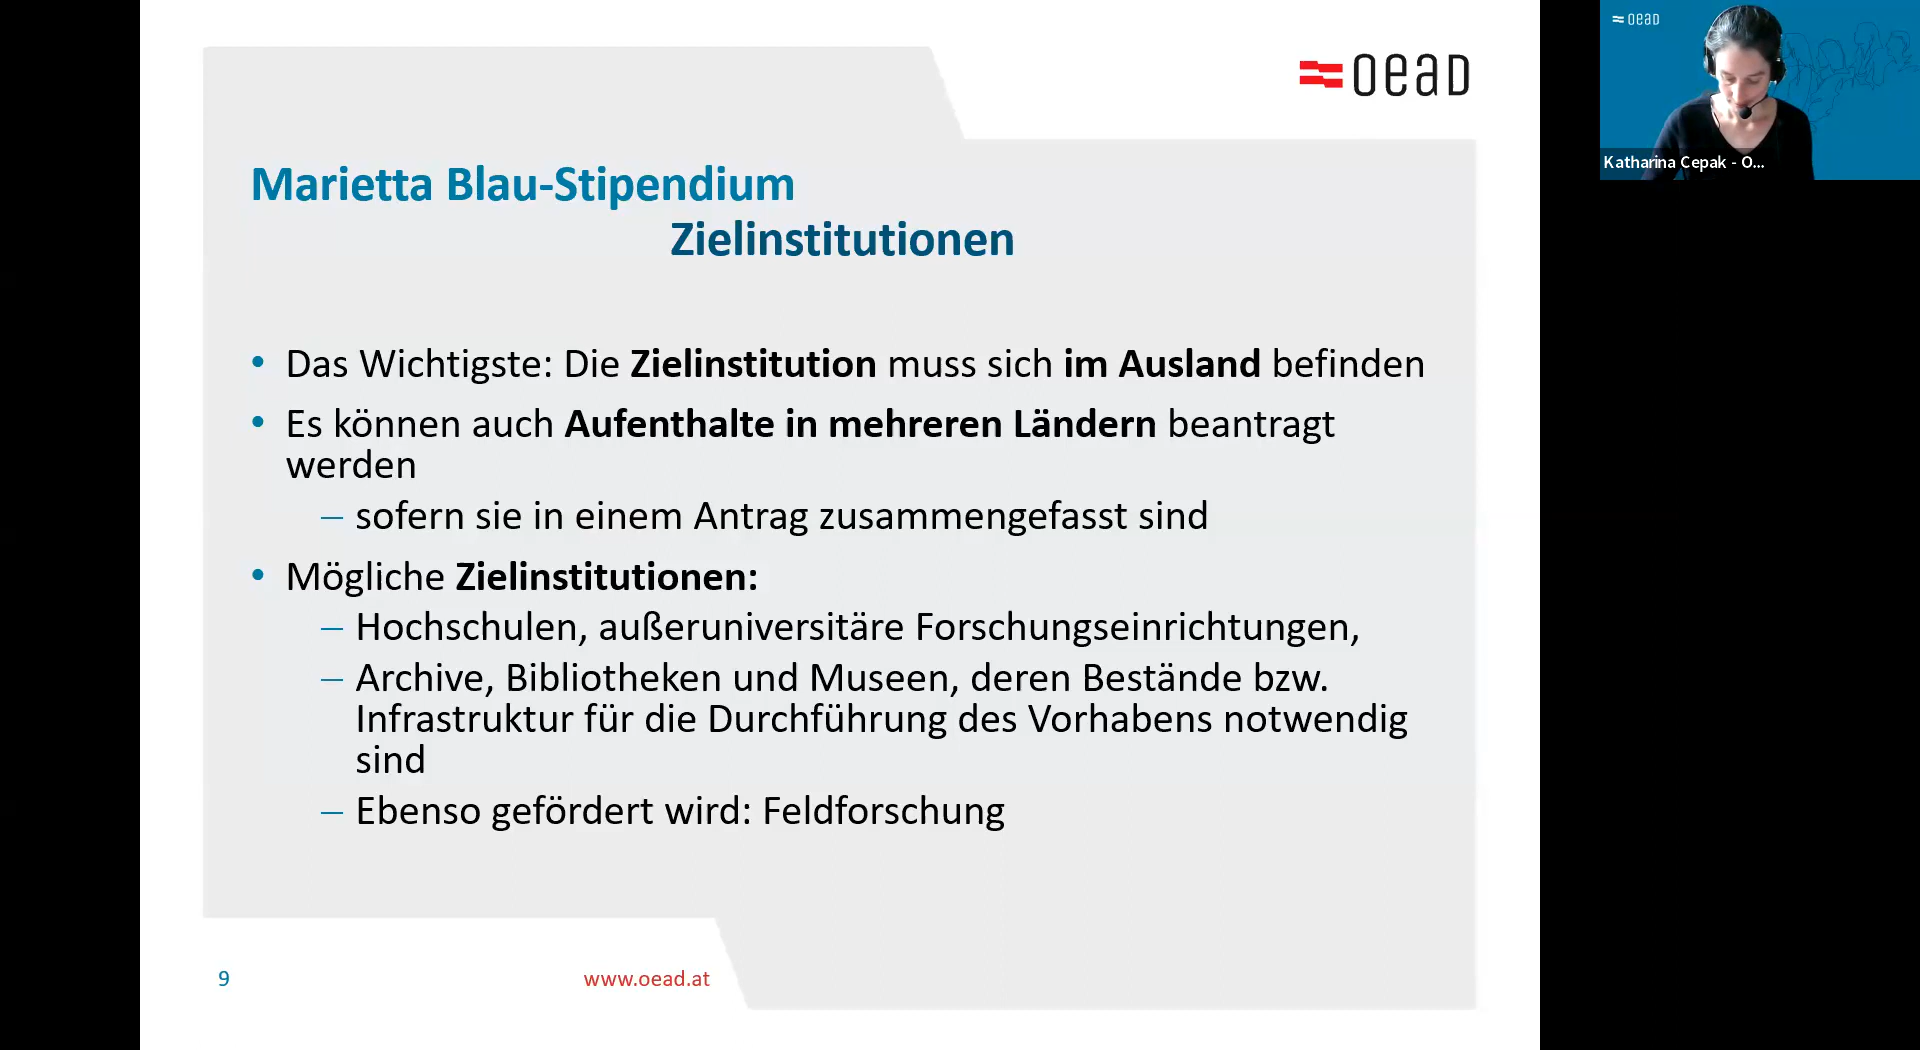 oead
Marietta Blau-Stipendium
Zielinstitutionen
• Das Wichtigste: Die Zielinstitution muss sich im Ausland befinden
• Es können auch Aufenthalte in mehreren Ländern beantragt
werden
– sofern sie in einem Antrag zusammengefasst sind
• Mögliche Zielinstitutionen:
– Hochschulen, außeruniversitäre Forschungseinrichtungen,
– Archive, Bibliotheken und Museen, deren Bestände bzw.
Infrastruktur für die Durchführung des Vorhabens notwendig
sind
– Ebenso gefördert wird: Feldforschung
9
www.oead.at
oead
Katharina Cepak - O...